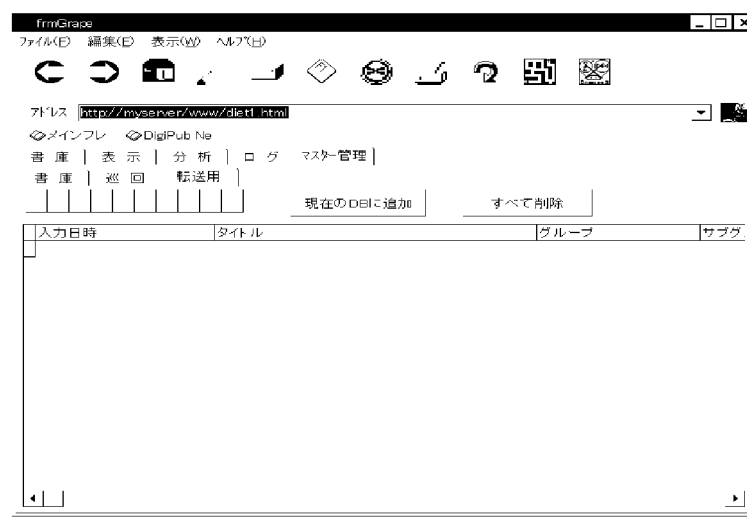 frmGrape
ファイル(F) 編集(E) 表示(W) ヘルプ(H)
アドレス http://myserver/www/diet1.html
メインフレ DigiPub Ne
書 庫 表 示 分 析 ロ グ マスター管理
書 庫 巡 回 転送用
現在のDBに追加 すべて削除
入力日時 タイトル グループ サブグ